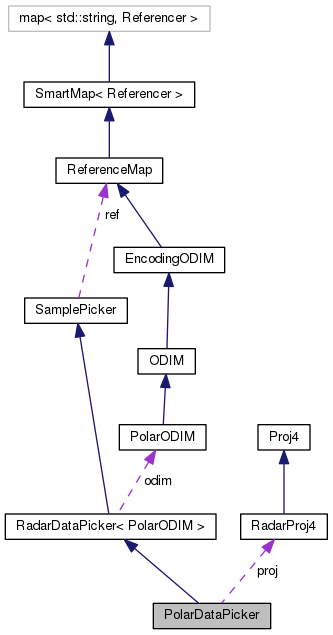 map< std::string, Referencer >
SmartMap< Referencer >
ReferenceMap
ref
EncodingODIM
SamplePicker
ODIM
PolarODIM
Proj4
odim
RadarDataPicker< PolarODIM >
RadarProj4
proj
PolarDataPicker